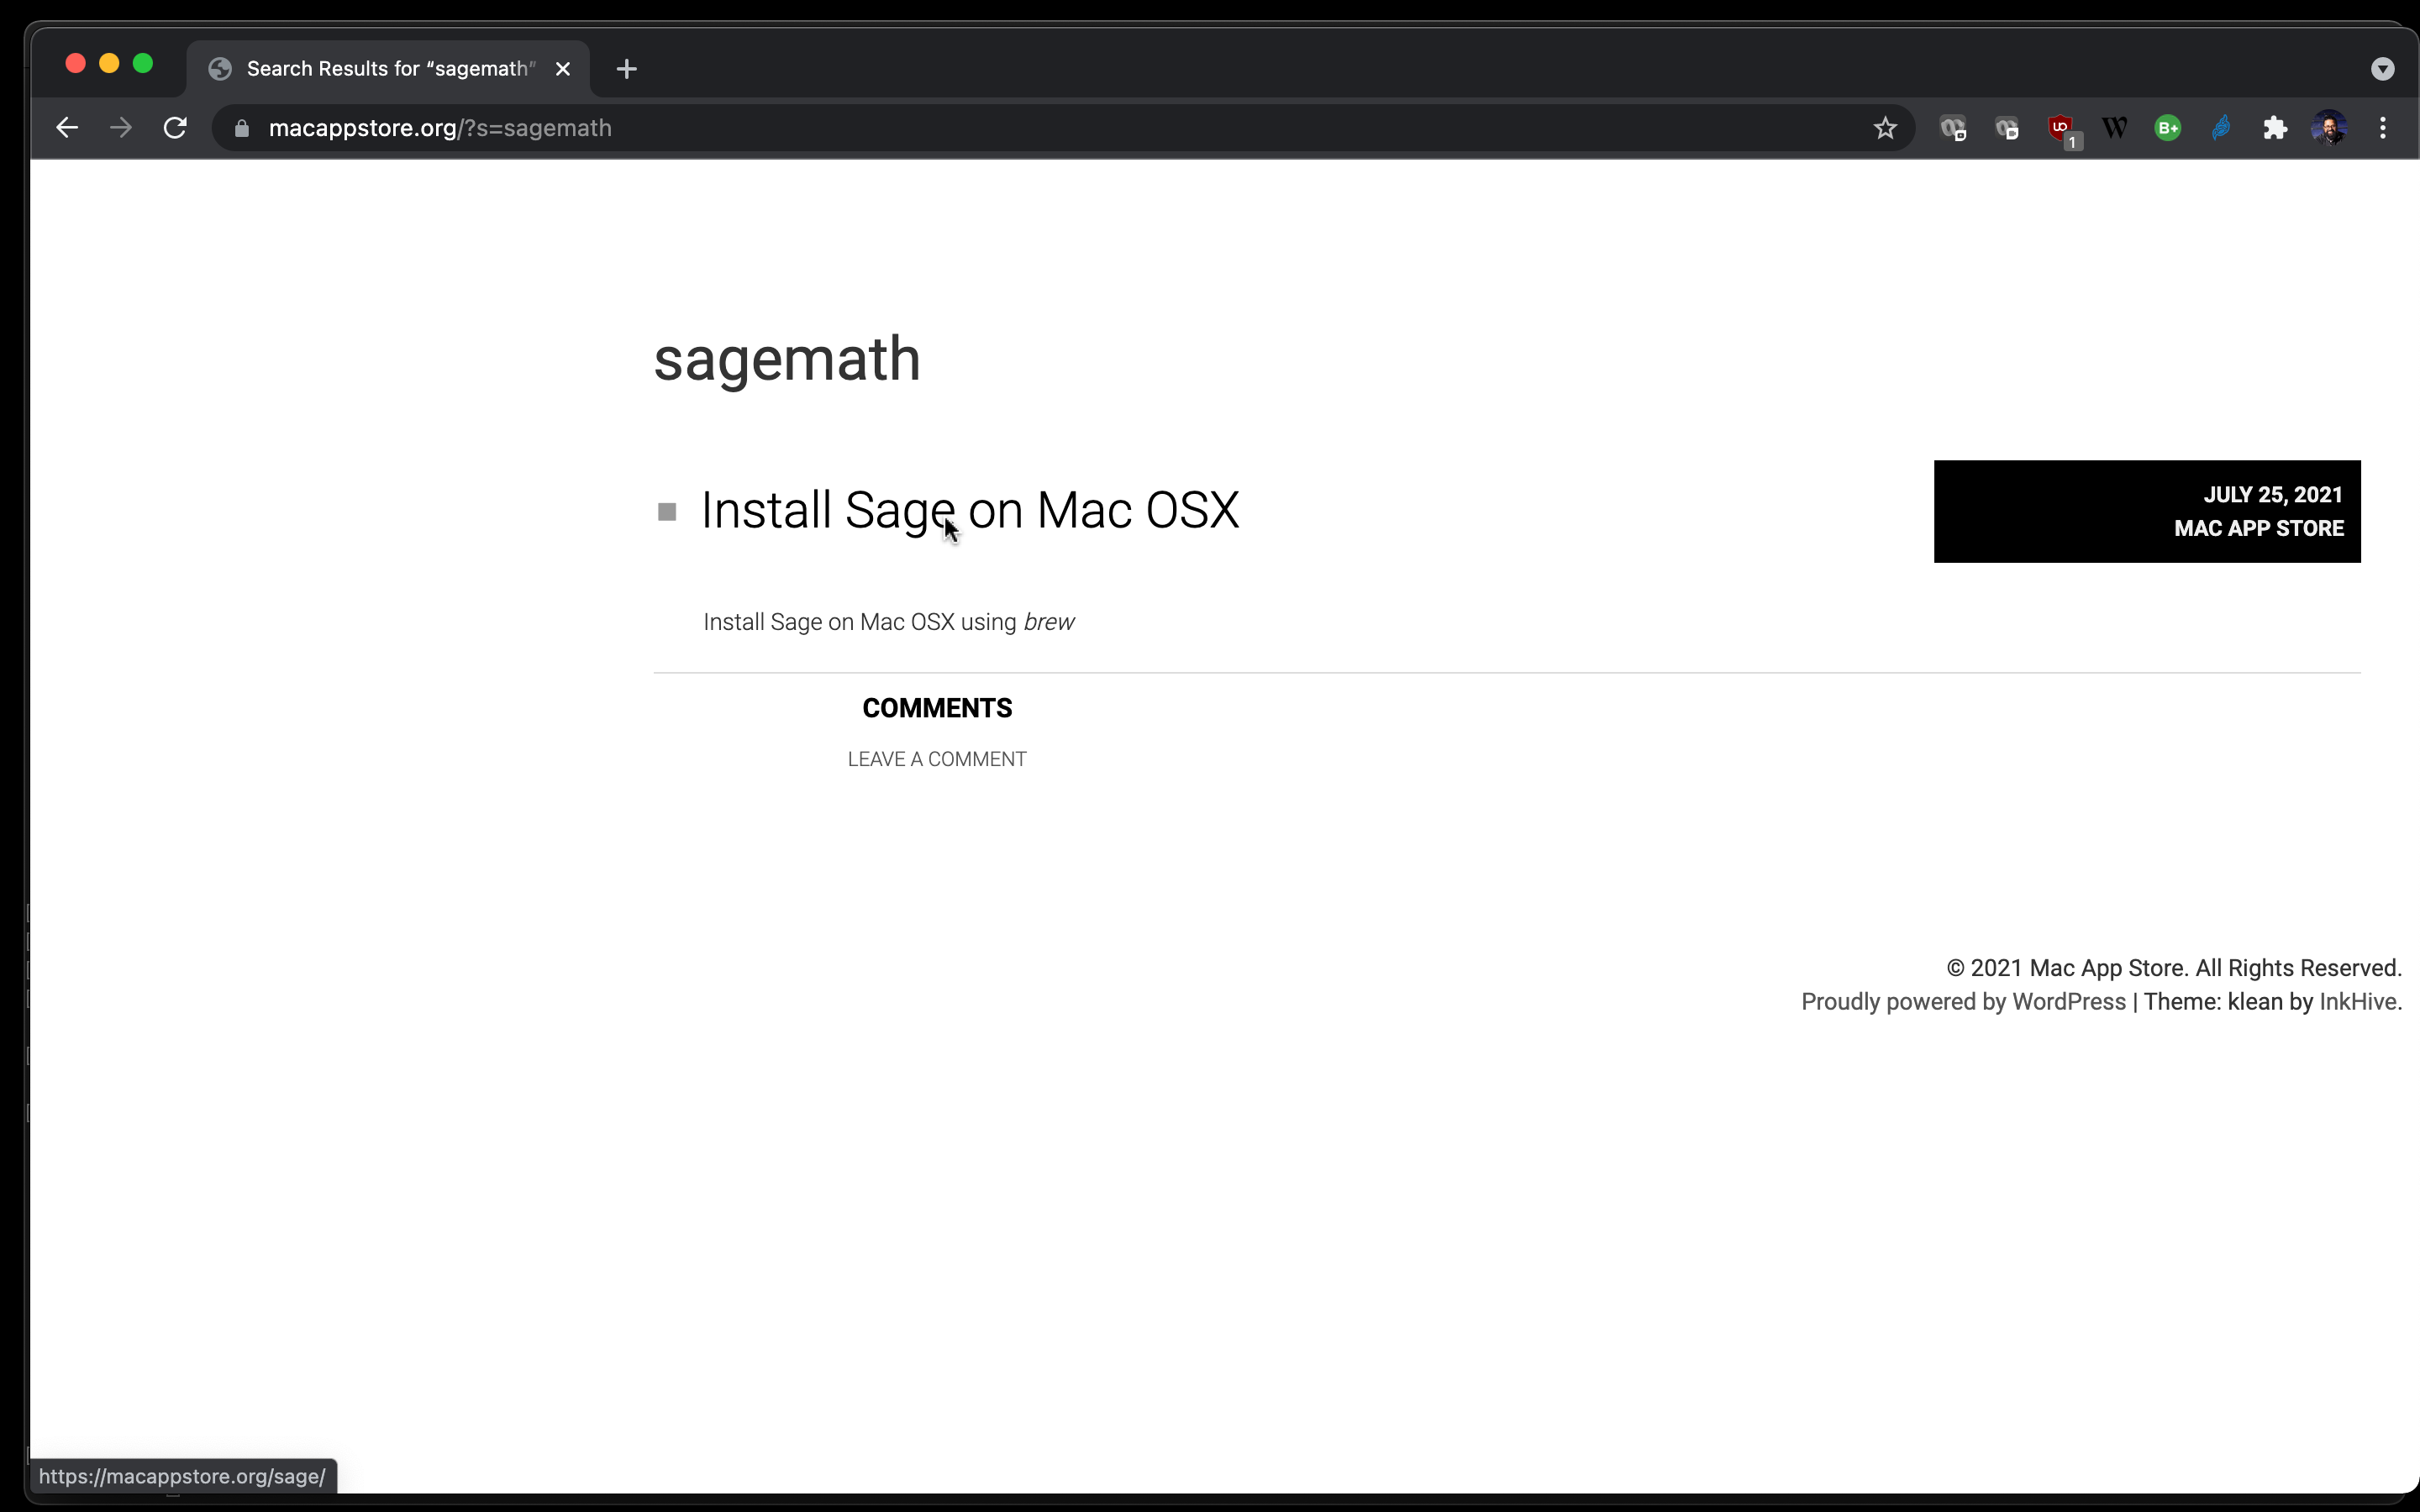 Search Results for “sagemath”
macappstore.org/?s=sagemath
1
W
B+
sagemath
Install Sage on Mac OSX
JULY 25, 2021
MAC APP STORE
Install Sage on Mac OSX using brew
COMMENTS
LEAVE A COMMENT
© 2021 Mac App Store. All Rights Reserved.
Proudly powered by WordPress | Theme: klean by InkHive.
https://macappstore.org/sage/